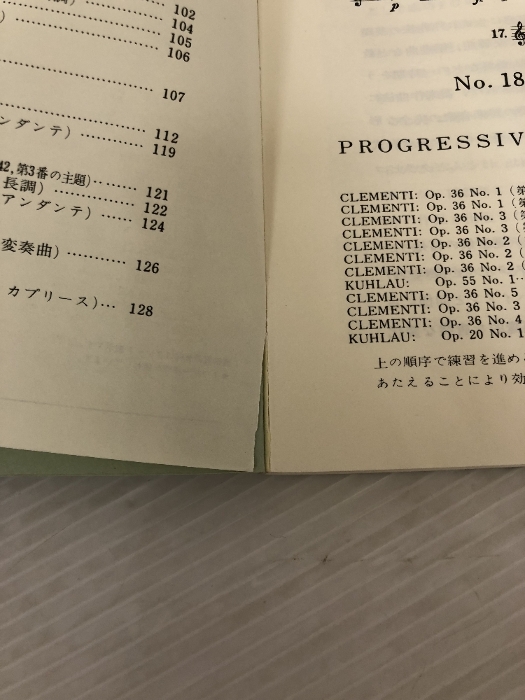 調) 102
104
105
106
107
ンダンテ) 112
119
42, 第3番の主題) 121
長調) 122
アンダンテ) 124
変奏曲) 126
カプリース) 128
p
17.
No. 18
PROGRESSIV
CLEMENTI: Op. 36 No. 1 (第
CLEMENTI: Op. 36 No. 1 (第
CLEMENTI: Op. 36 No. 3 (第
CLEMENTI: Op. 36 No. 3 (第
CLEMENTI: Op. 36 No. 2 (
CLEMENTI: Op. 36 No. 2 (
CLEMENTI: Op. 36 No. 2 (
KUHLAU: Op. 55 No. 1
CLEMENTI: Op. 36 No. 5
CLEMENTI: Op. 36 No. 3
CLEMENTI: Op. 36 No. 4
KUHLAU: Op. 20 No. 1
上の順序で練習を進め
あたえることにより効